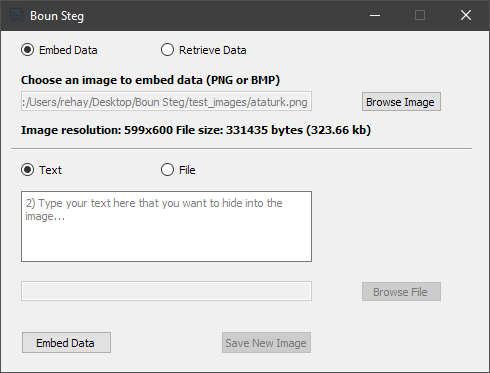 Boun Steg
Embed Data
Retrieve Data
Choose an image to embed data (PNG or BMP)
:/Users/rehay/Desktop/Boun Steg/test_images/ataturk.png
Browse Image
Image resolution: 599x600 File size: 331435 bytes (323.66 kb)
Text
File
2) Type your text here that you want to hide into the
image...
Browse File
Embed Data
Save New Image